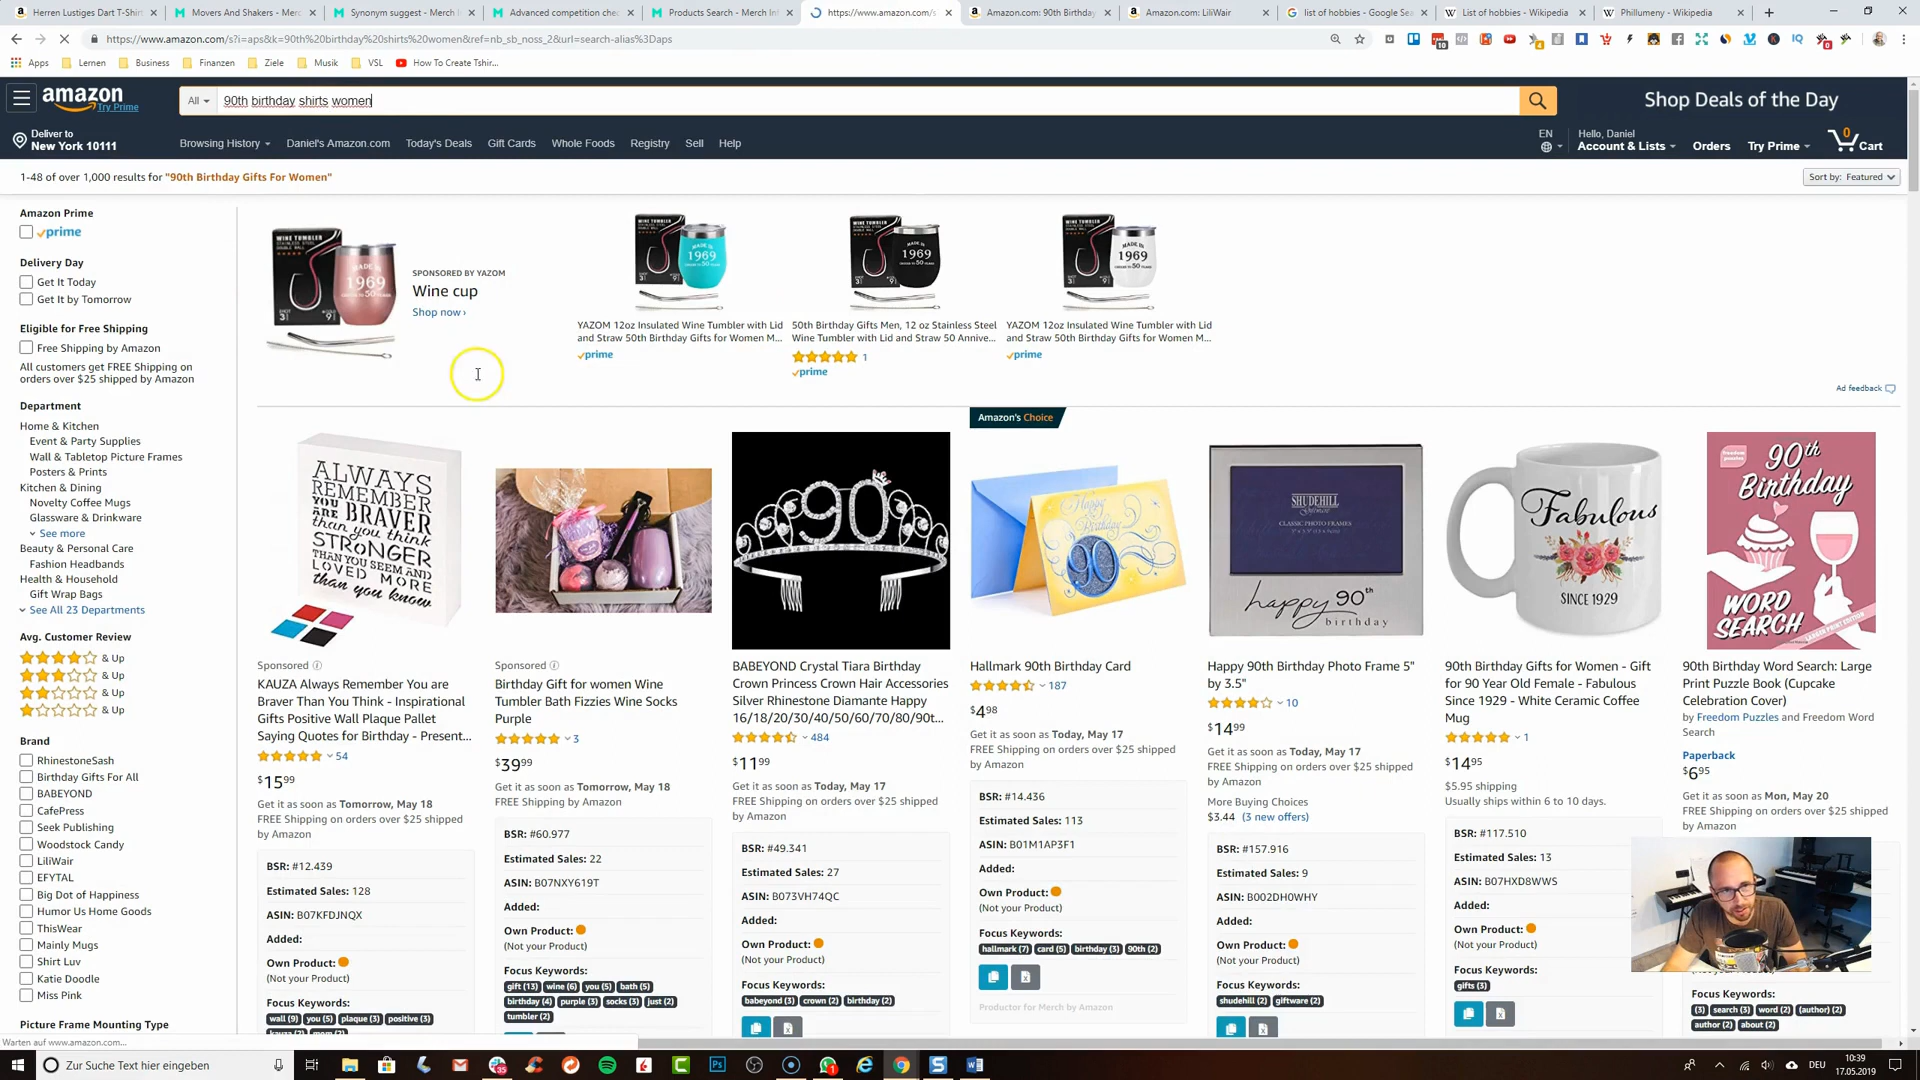 Herren Lustiges Dart T-Shirt
Movers And Shakers - Merch In
Synonym suggest - Merch In
Advanced competition chec
Products Search - Merch Inf
https://www.amazon.com/s
Amazon.com: 90th Birthday
Amazon.com: LiliWair
list of hobbies - Google Sea
List of hobbies - Wikipedia
Phillumeny - Wikipedia
https://www.amazon.com/s?i=aps&k=90th%20birthday%20shirts%20women&ref=nb_sb_noss_2&url=search-alias%3Daps
Apps Lernen Business Finanzen Ziele Musik VSL How To Create Tshir...
amazon
Try Prime
All
90th birthday shirts women
Shop Deals of the Day
Deliver to
New York 10111
Browsing History Daniel's Amazon.com Today's Deals Gift Cards Whole Foods Registry Sell Help
EN
Hello, Daniel
Account & Lists
Orders
Try Prime
0
Cart
1-48 of over 1,000 results for "90th Birthday Gifts For Women"
Sort by: Featured
Amazon Prime
prime
Delivery Day
Get It Today
Get It by Tomorrow
Eligible for Free Shipping
Free Shipping by Amazon
All customers get FREE Shipping on
orders over $25 shipped by Amazon
Department
Home & Kitchen
Event & Party Supplies
Wall & Tabletop Picture Frames
Posters & Prints
Kitchen & Dining
Novelty Coffee Mugs
Glassware & Drinkware
See more
Beauty & Personal Care
Fashion Headbands
Health & Household
Gift Wrap Bags
See All 23 Departments
Avg. Customer Review
& Up
& Up
& Up
& Up
Brand
RhinestoneSash
Birthday Gifts For All
BABEYOND
CafePress
Seek Publishing
Woodstock Candy
LiliWair
EFYTAL
Big Dot of Happiness
Humor Us Home Goods
ThisWear
Mainly Mugs
Shirt Luv
Katie Doodle
Miss Pink
Picture Frame Mounting Type
Warten auf www.amazon.com...
WINE TUMBLER
MADE IN
1969
SPONSORED BY YAZOM
Wine cup
Shop now ›
WINE TUMBLER
MADE IN
1969
YAZOM 12oz Insulated Wine Tumbler with Lid
and Straw 50th Birthday Gifts for Women M...
prime
WINE TUMBLER
MADE IN
1969
50th Birthday Gifts Men, 12 oz Stainless Steel
Wine Tumbler with Lid and Straw 50 Annive...
1
prime
WINE TUMBLER
MADE IN
1969
YAZOM 12oz Insulated Wine Tumbler with Lid
and Straw 50th Birthday Gifts for Women M...
prime
Ad feedback
ALWAYS
REMEMBER
YOU ARE
BRAVER
than you think
STRONGER
THAN YOU SEEM AND
LOVED MORE
than you know
Sponsored
KAUZA Always Remember You are
Braver Than You Think - Inspirational
Gifts Positive Wall Plaque Pallet
Saying Quotes for Birthday - Present...
54
$15.99
Get it as soon as Tomorrow, May 18
FREE Shipping on orders over $25 shipped
by Amazon
BSR: #12.439
Estimated Sales: 128
ASIN: B07KFDJNQX
Added:
Own Product:
(Not your Product)
Focus Keywords:
wall (9) you (5) plaque (3) positive (3)
kauza (2) mom (2)
Sponsored
Birthday Gift for women Wine
Tumbler Bath Fizzies Wine Socks
Purple
3
$39.99
Get it as soon as Tomorrow, May 18
FREE Shipping by Amazon
BSR: #60.977
Estimated Sales: 22
ASIN: B07NXY619T
Added:
Own Product:
(Not your Product)
Focus Keywords:
gift (13) wine (6) you (5) bath (5)
birthday (4) purple (3) socks (3) just (2)
tumbler (2)
90
BABEYOND Crystal Tiara Birthday
Crown Princess Crown Hair Accessories
Silver Rhinestone Diamante Happy
16/18/20/30/40/50/60/70/80/90t...
484
$11.99
Get it as soon as Today, May 17
FREE Shipping on orders over $25 shipped
by Amazon
BSR: #49.341
Estimated Sales: 27
ASIN: B073VH74QC
Added:
Own Product:
(Not your Product)
Focus Keywords:
babeyond (3) crown (2) birthday (2)
Amazon's Choice
Happy
Birthday
90
Hallmark 90th Birthday Card
187
$4.98
Get it as soon as Today, May 17
FREE Shipping on orders over $25 shipped
by Amazon
BSR: #14.436
Estimated Sales: 113
ASIN: B01M1AP3F1
Added:
Own Product:
(Not your Product)
Focus Keywords:
hallmark (7) card (5) birthday (3) 90th (2)
Productor for Merch by Amazon
SHUDEHILL
giftware
CLASSIC PHOTO FRAMES
happy 90th
birthday
Happy 90th Birthday Photo Frame 5"
by 3.5"
10
$14.99
Get it as soon as Today, May 17
FREE Shipping on orders over $25 shipped
by Amazon
More Buying Choices
$3.44 (3 new offers)
BSR: #157.916
Estimated Sales: 9
ASIN: B002DH0WHY
Added:
Own Product:
(Not your Product)
Focus Keywords:
shudehill (2) giftware (2)
Fabulous
SINCE 1929
90th Birthday Gifts for Women - Gift
for 90 Year Old Female - Fabulous
Since 1929 - White Ceramic Coffee
Mug
1
$14.95
$5.95 shipping
Usually ships within 6 to 10 days.
BSR: #117.510
Estimated Sales: 13
ASIN: B07HXD8WWS
Added:
Own Product:
(Not your Product)
Focus Keywords:
gifts (3)
90th
Birthday
WORD
SEARCH
90th Birthday Word Search: Large
Print Puzzle Book (Cupcake
Celebration Cover)
by Freedom Puzzles and Freedom Word
Search
Paperback
$6.95
Get it as soon as Mon, May 20
FREE Shipping on orders over $25 shipped
by Amazon
Focus Keywords:
(3) search (3) word (2) (author) (2)
author (2) about (2)
Zur Suche Text hier eingeben
DEU
10:39
17.05.2019